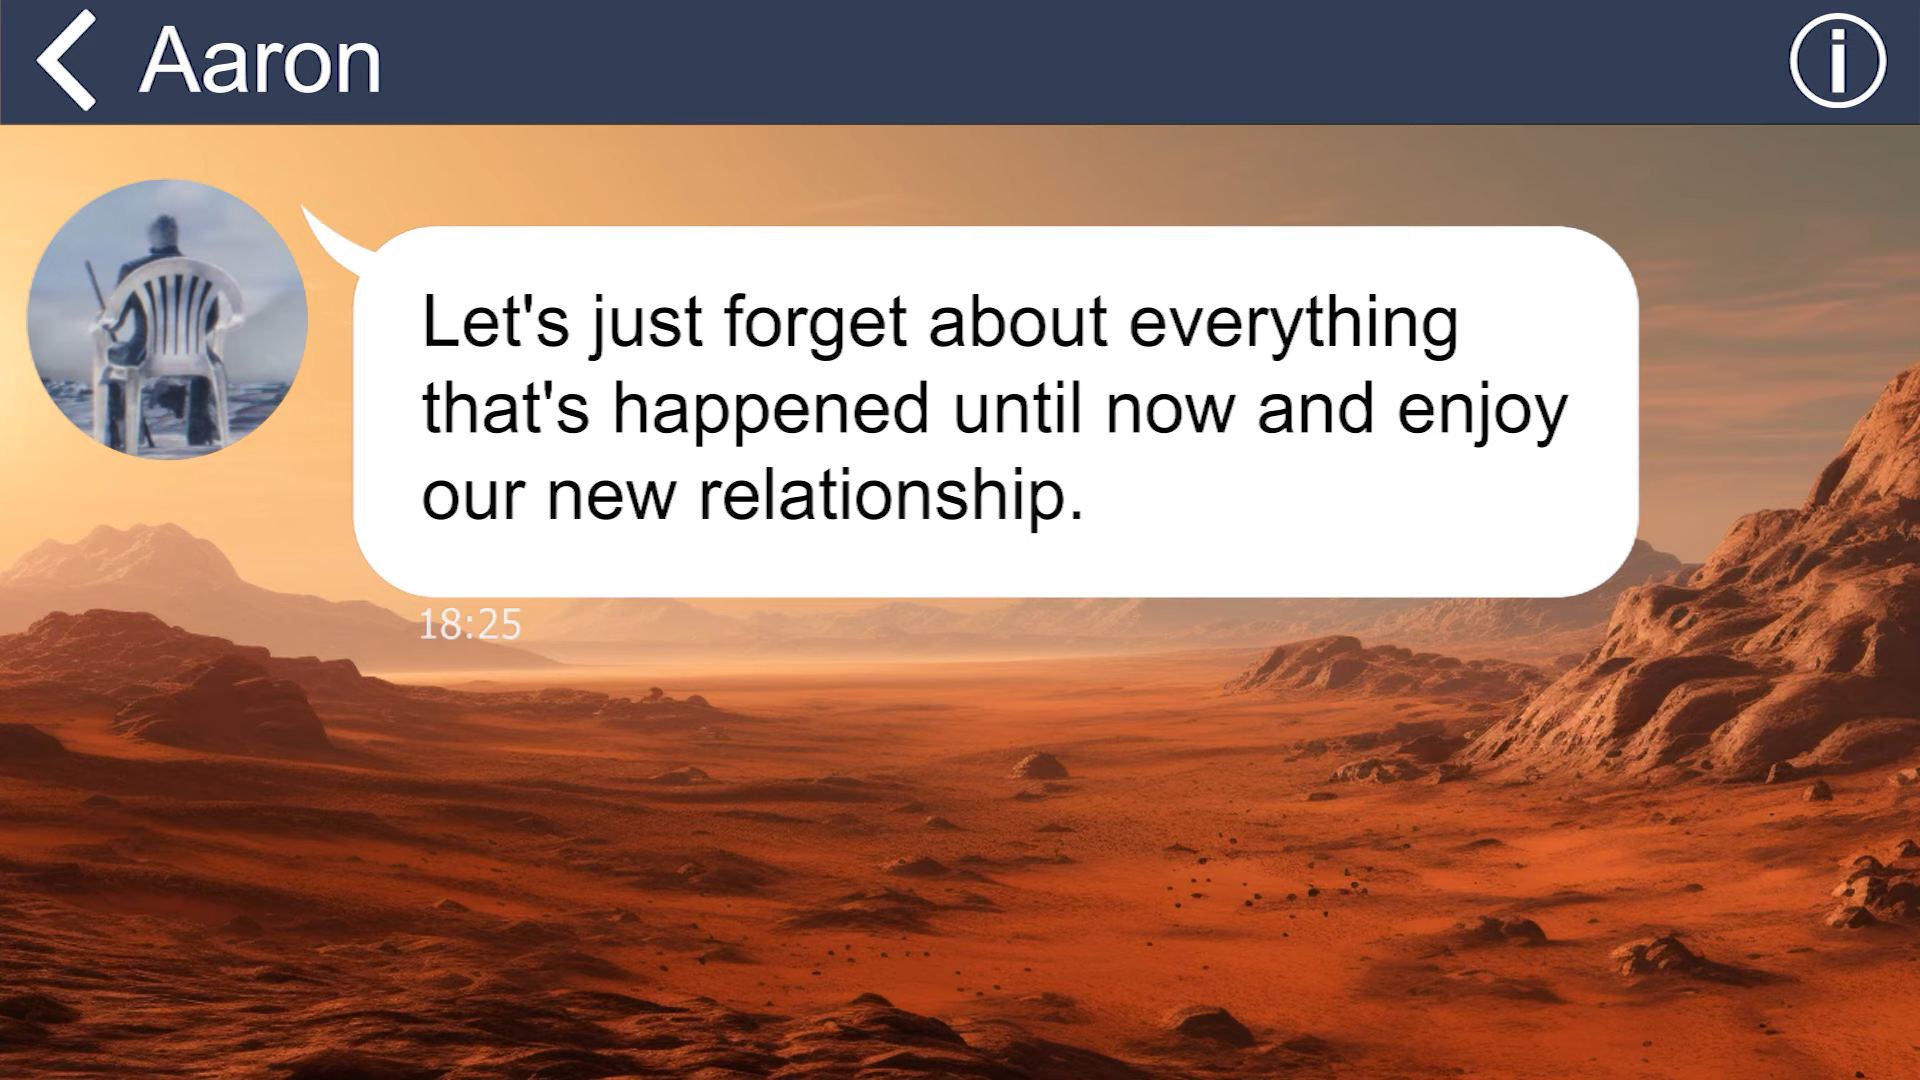 Aaron
Let's just forget about everything
that's happened until now and enjoy
our new relationship.
18:25